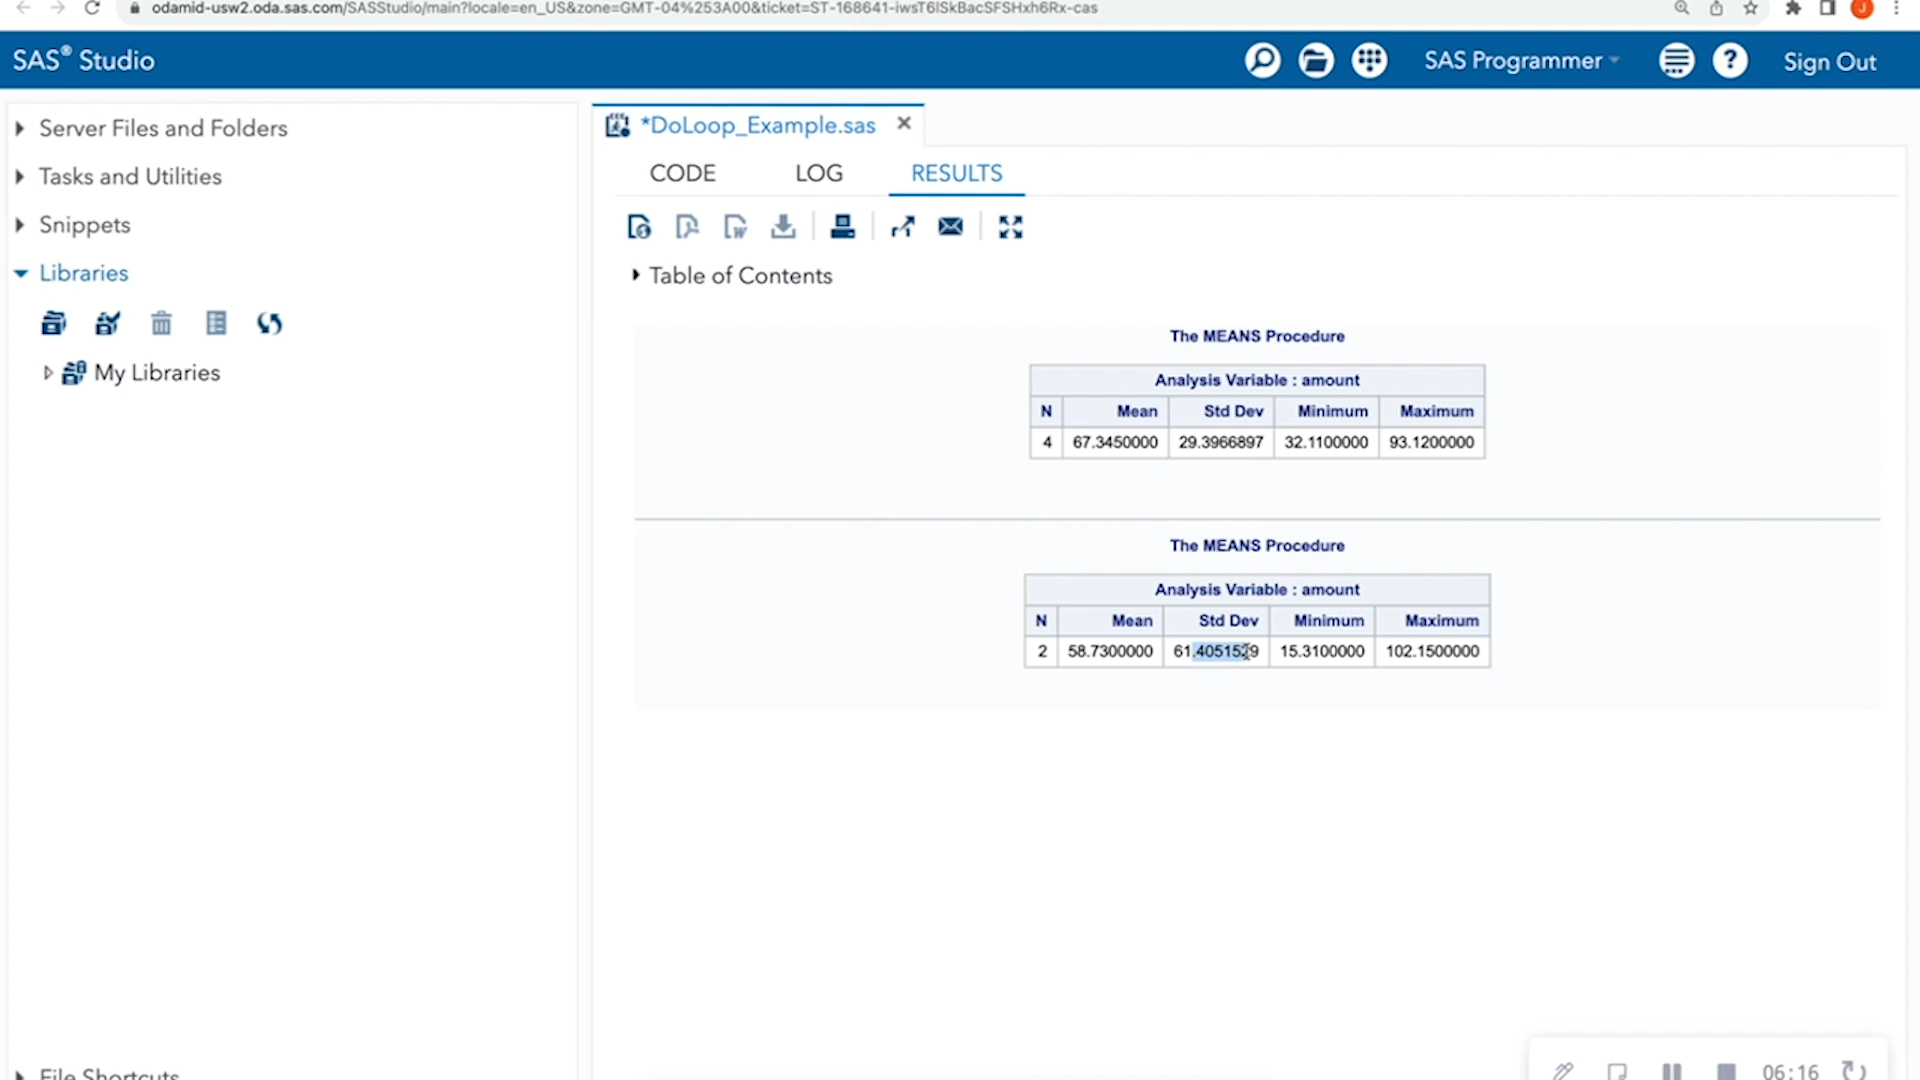 odamid-usw2.oda.sas.com/SASStudio/main?locale=en_US&zone=GMT-04%253A00&ticket=ST-168641-iwsT6lSkBacSFSHxh6Rx-cas
J
SAS® Studio
SAS Programmer
?
Sign Out
Server Files and Folders
Tasks and Utilities
Snippets
Libraries
My Libraries
File Shortcuts
*DoLoop_Example.sas
CODE LOG RESULTS
Table of Contents
The MEANS Procedure
Analysis Variable : amount
N Mean Std Dev Minimum Maximum
4 67.3450000 29.3966897 32.1100000 93.1200000
The MEANS Procedure
Analysis Variable : amount
N Mean Std Dev Minimum Maximum
2 58.7300000 61.4051529 15.3100000 102.1500000
06:16